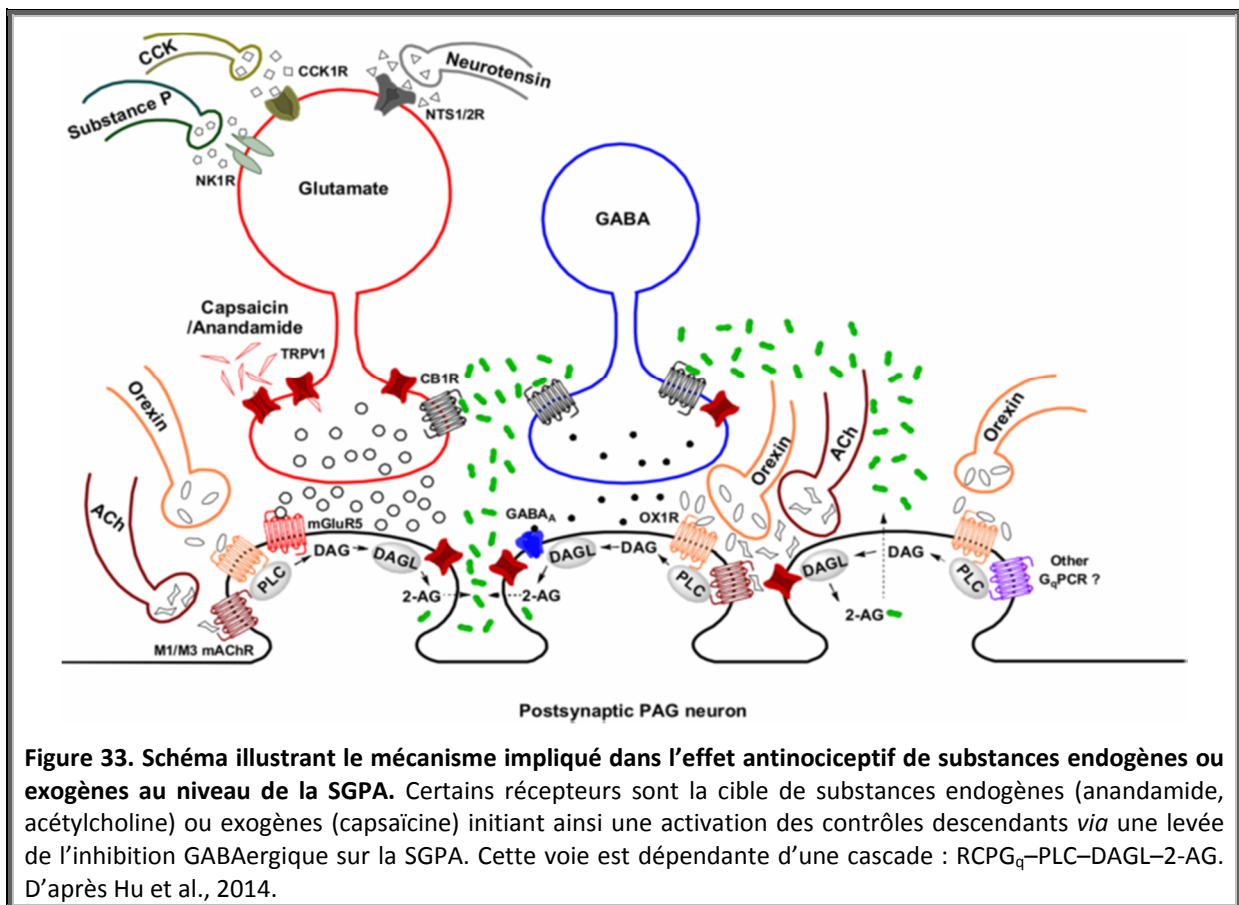 CCK
CCK1R
Neurotensin
NTS1/2R
Substance P
NK1R
Glutamate
GABA
Capsaicin
/Anandamide
TRPV1
CB1R
Orexin
ACh
Orexin
ACh
Orexin
mGluR5
GABA_A
OX1R
DAG
DAGL
PLC
2-AG
2-AG
DAGL
DAG
PLC
DAGL
DAG
PLC
2-AG
Other
G_qPCR ?
M1/M3 mAChR
Postsynaptic PAG neuron
Figure 33. Schéma illustrant le mécanisme impliqué dans l’effet antinociceptif de substances endogènes ou
exogènes au niveau de la SGPA. Certains récepteurs sont la cible de substances endogènes (anandamide,
acétylcholine) ou exogènes (capsaïcine) initiant ainsi une activation des contrôles descendants via une levée
de l’inhibition GABAergique sur la SGPA. Cette voie est dépendante d’une cascade : RCPG_q–PLC–DAGL–2-AG.
D’après Hu et al., 2014.